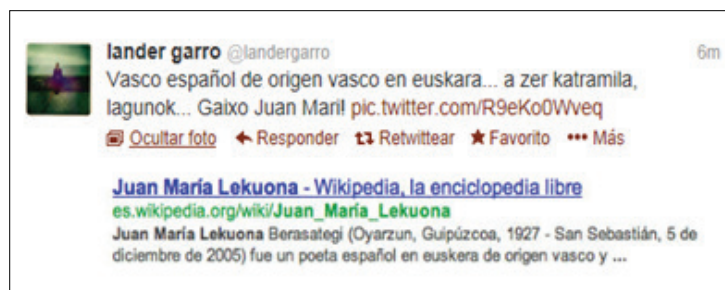 lander garro @landergarro 6m
Vasco español de origen vasco en euskara... a zer katramila,
lagunok... Gaixo Juan Mari! pic.twitter.com/R9eKo0Wveq
Ocultar foto Responder Retwittear Favorito Más
Juan María Lekuona - Wikipedia, la enciclopedia libre
es.wikipedia.org/wiki/Juan_María_Lekuona
Juan María Lekuona Berasategi (Oyarzun, Guipúzcoa, 1927 - San Sebastián, 5 de
diciembre de 2005) fue un poeta español en euskera de origen vasco y ...